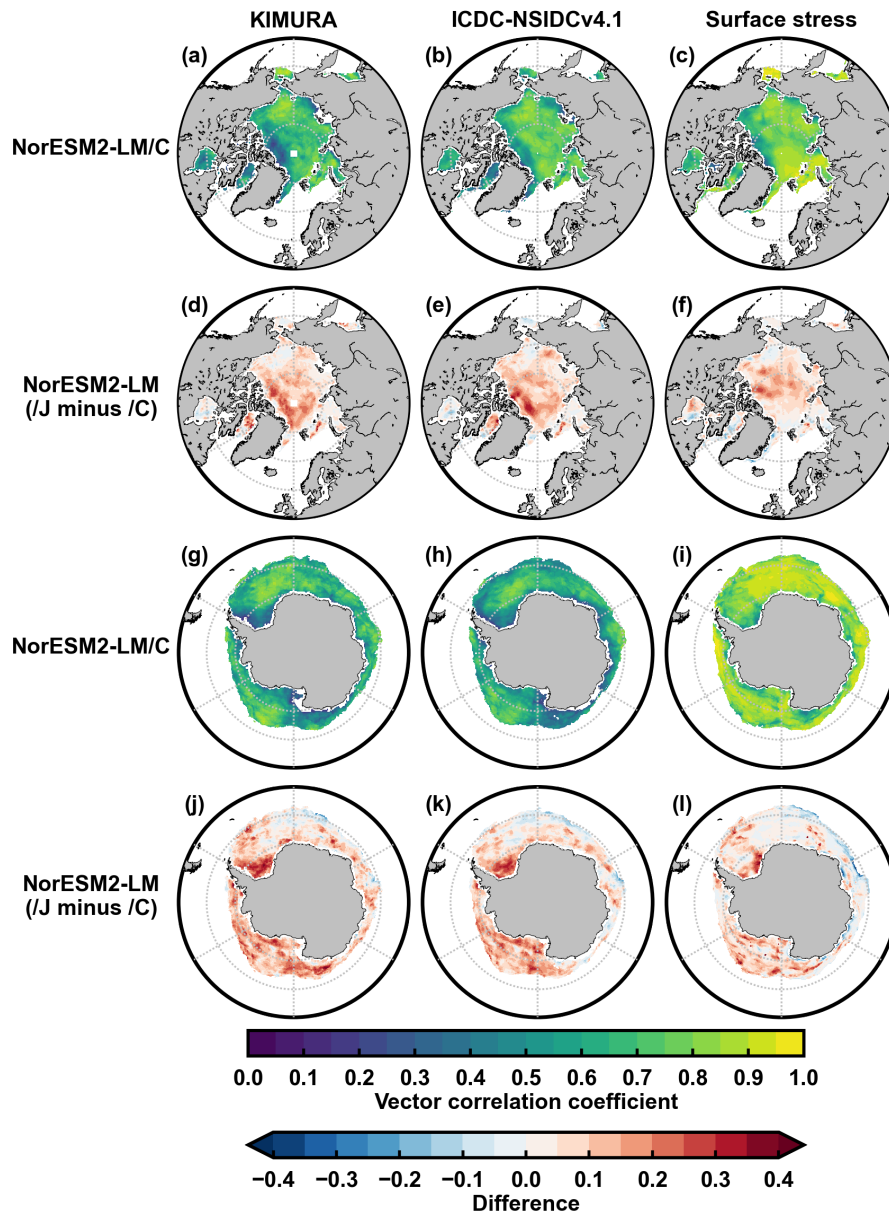 KIMURA ICDC-NSIDCv4.1 Surface stress
(a) (b) (c)
NorESM2-LM/C
(d) (e) (f)
NorESM2-LM
(/J minus /C)
(g) (h) (i)
NorESM2-LM/C
(j) (k) (l)
NorESM2-LM
(/J minus /C)
0.0 0.1 0.2 0.3 0.4 0.5 0.6 0.7 0.8 0.9 1.0
Vector correlation coefficient
−0.4 −0.3 −0.2 −0.1 0.0 0.1 0.2 0.3 0.4
Difference